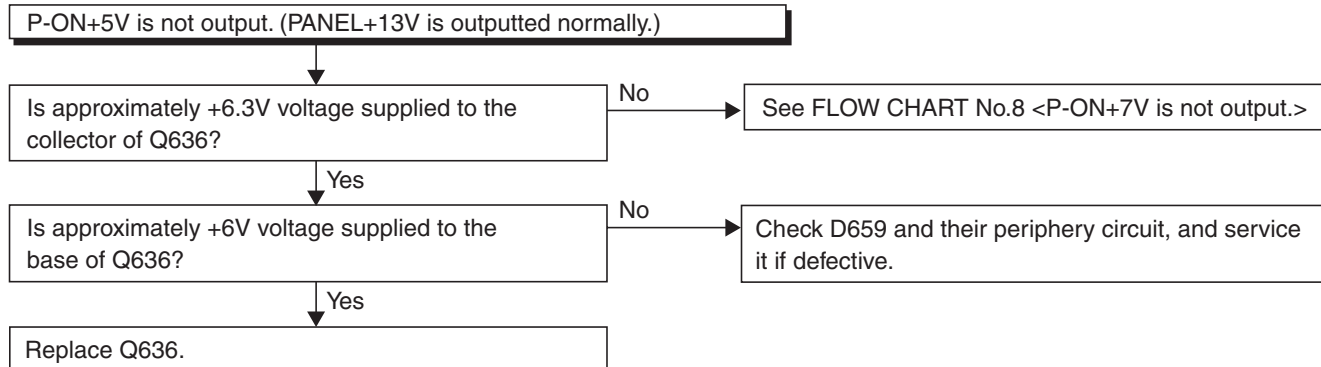 P-ON+5V is not output. (PANEL+13V is outputted normally.)
Is approximately +6.3V voltage supplied to the
collector of Q636?
No
See FLOW CHART No.8 <P-ON+7V is not output.>
Yes
Is approximately +6V voltage supplied to the
base of Q636?
No
Check D659 and their periphery circuit, and service
it if defective.
Yes
Replace Q636.